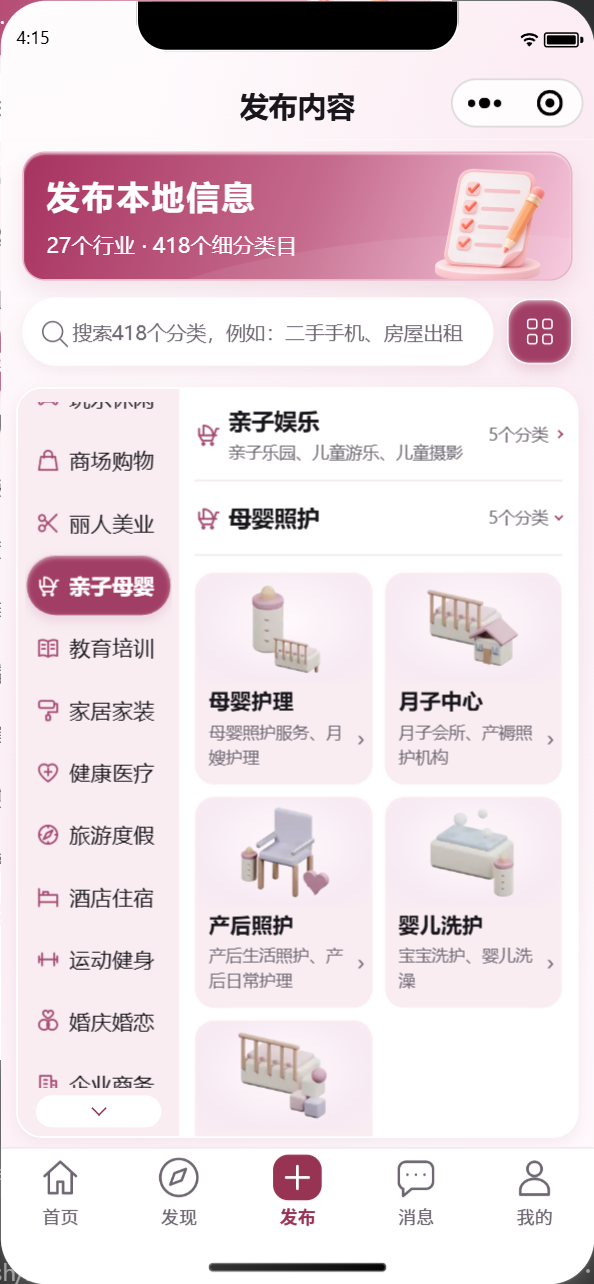 4:15
发布内容
发布本地信息
27个行业 · 418个细分类目
搜索418个分类，例如：二手手机、房屋出租
玩乐休闲
商场购物
丽人美业
亲子母婴
教育培训
家居家装
健康医疗
旅游度假
酒店住宿
运动健身
婚庆婚恋
企业商务
亲子娱乐
亲子乐园、儿童游乐、儿童摄影
5个分类
母婴照护
5个分类
母婴护理
母婴照护服务、月
嫂护理
月子中心
月子会所、产褥照
护机构
产后照护
产后生活照护、产
后日常护理
婴儿洗护
宝宝洗护、婴儿洗
澡
首页
发现
发布
消息
我的